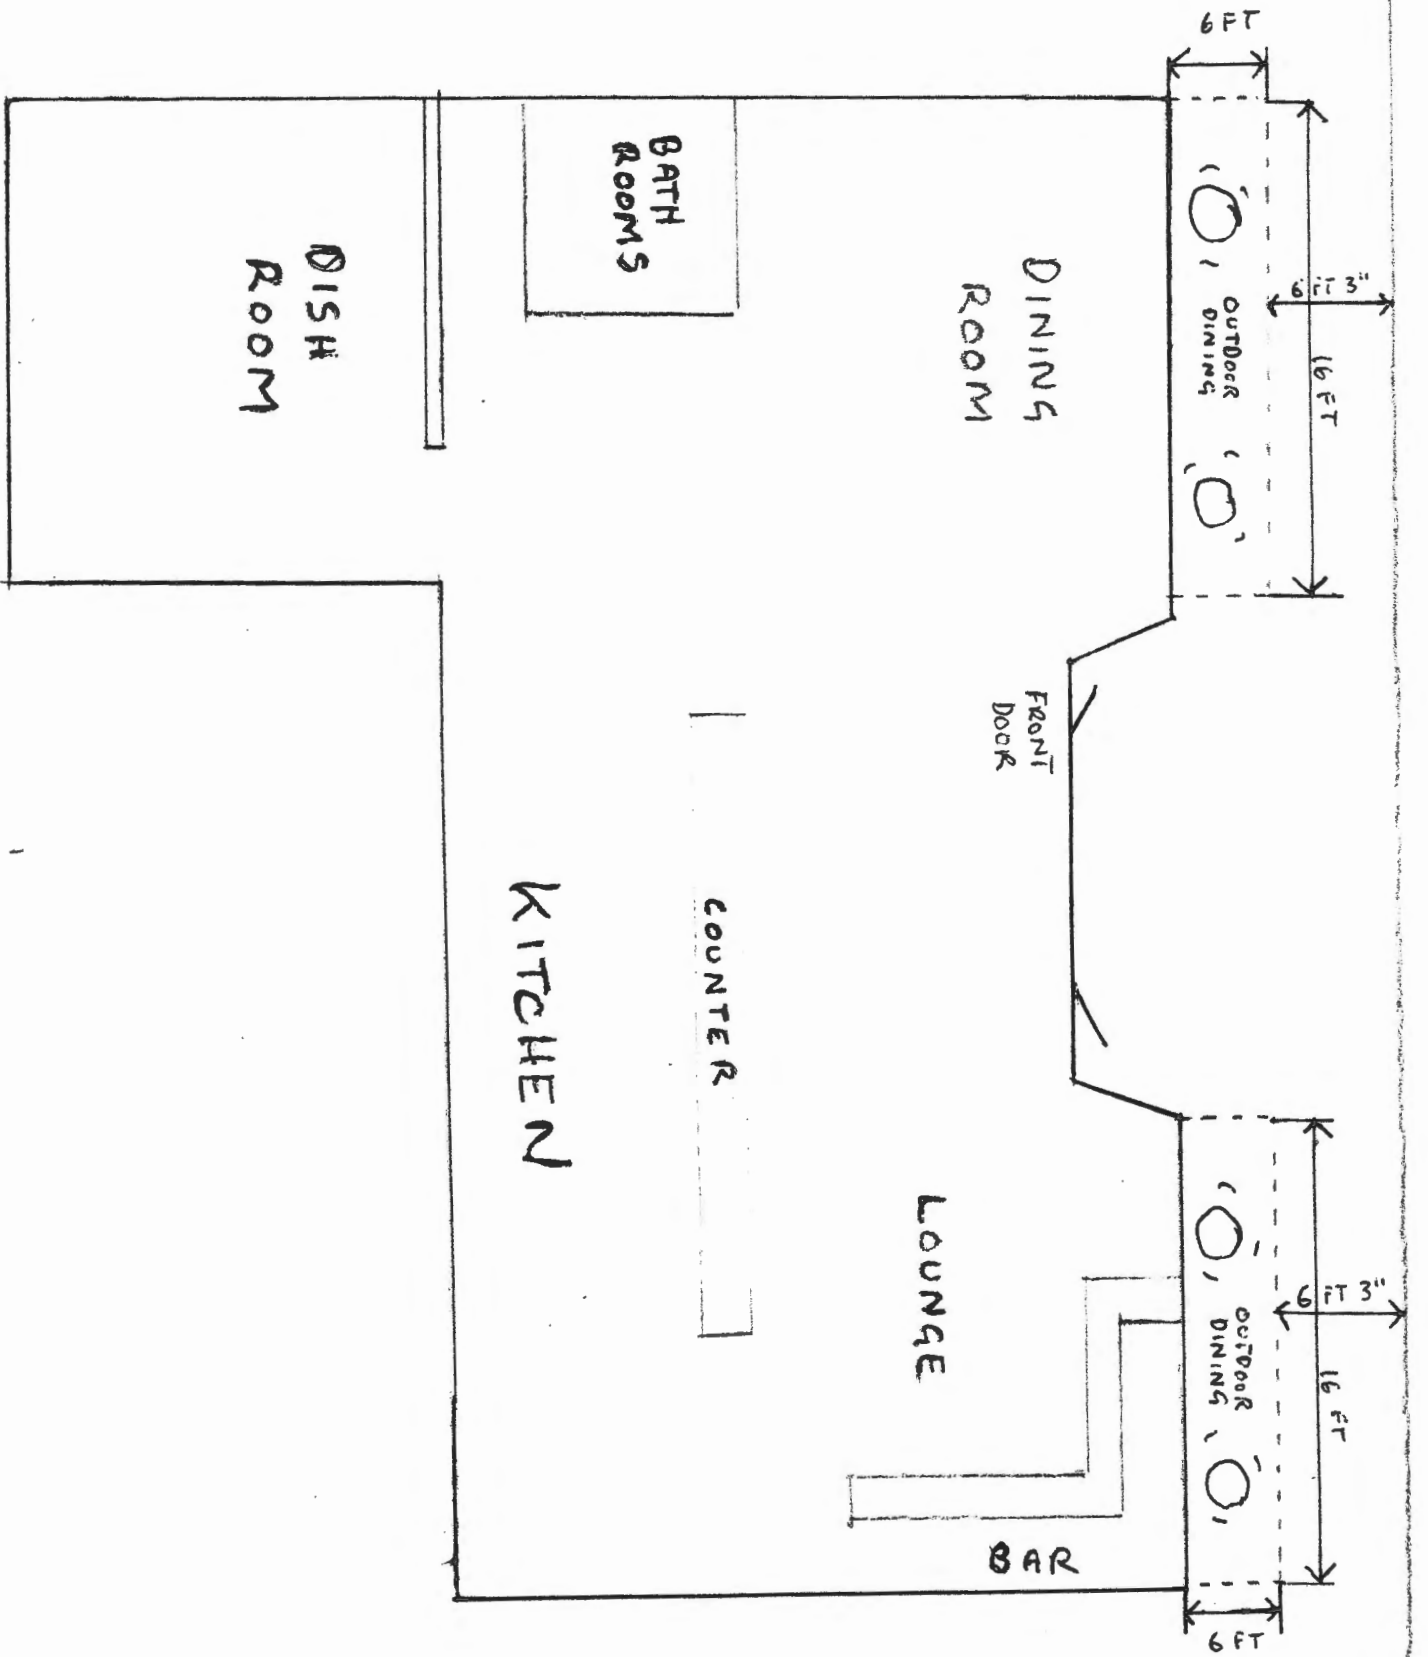 6 FT
BATH
ROOMS
DISH
ROOM
DINING
ROOM
OUTDOOR
DINING
6 FT 3"
16 FT
FRONT
DOOR
COUNTER
KITCHEN
LOUNGE
OUTDOOR
DINING
6 FT 3"
16 FT
BAR
6 FT